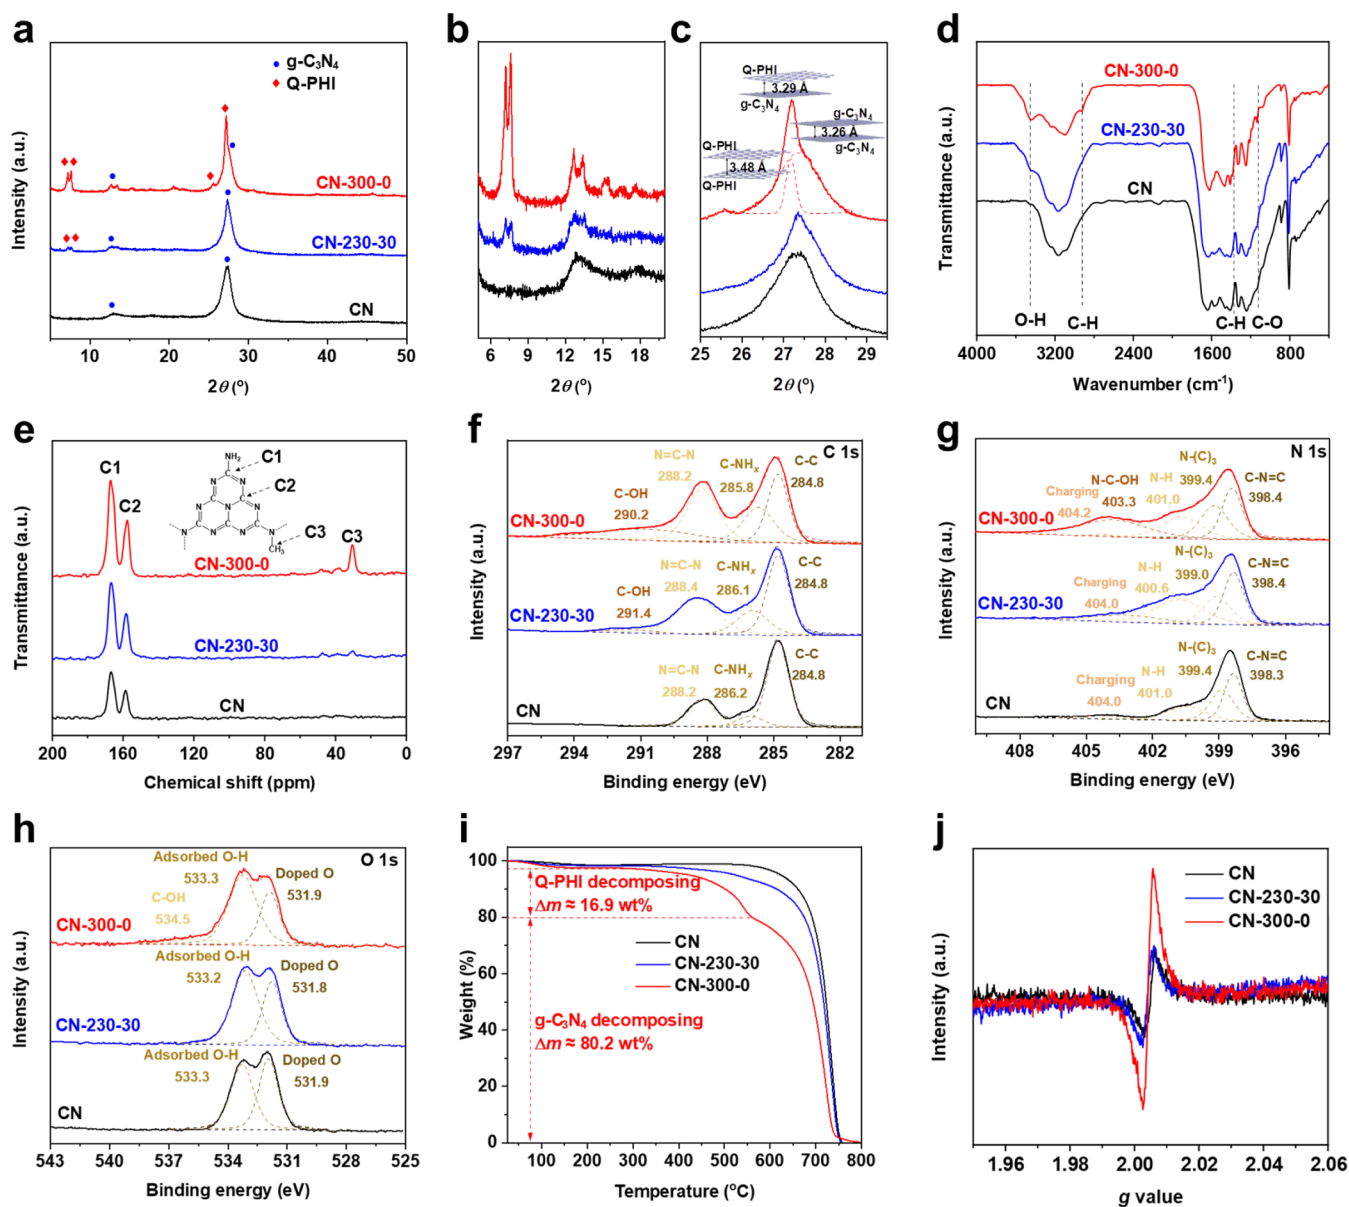 a
g-C3N4
Q-PHI
CN-300-0
CN-230-30
CN
Intensity (a.u.)
10 20 30 40 50
2θ (°)
b
6 9 12 15 18
2θ (°)
c
Q-PHI
3.29 Å
g-C3N4
g-C3N4
3.26 Å
g-C3N4
Q-PHI
3.48 Å
Q-PHI
25 26 27 28 29
2θ (°)
d
CN-300-0
CN-230-30
CN
O-H C-H C-H C-O
Transmittance (a.u.)
4000 3200 2400 1600 800
Wavenumber (cm-1)
e
C1
C2
NH2
C1
C2
C3
C3
N
C
CH3
CN-300-0
CN-230-30
CN
Transmittance (a.u.)
200 160 120 80 40 0
Chemical shift (ppm)
f
C 1s
N=C-N
288.2
C-NHx
285.8
C-C
284.8
C-OH
290.2
CN-300-0
N=C-N
288.4
C-NHx
286.1
C-C
284.8
C-OH
291.4
CN-230-30
N=C-N
288.2
C-NHx
286.2
C-C
284.8
CN
Intensity (a.u.)
297 294 291 288 285 282
Binding energy (eV)
g
N 1s
Charging
404.2
N-C-OH
403.3
N-H
401.0
N-(C)3
399.4
C-N=C
398.4
CN-300-0
Charging
404.0
N-H
400.6
N-(C)3
399.0
C-N=C
398.4
CN-230-30
Charging
404.0
N-H
401.0
N-(C)3
399.4
C-N=C
398.3
CN
Intensity (a.u.)
408 405 402 399 396
Binding energy (eV)
h
O 1s
Adsorbed O-H
533.3
Doped O
531.9
C-OH
534.5
CN-300-0
Adsorbed O-H
533.2
Doped O
531.8
CN-230-30
Adsorbed O-H
533.3
Doped O
531.9
CN
Intensity (a.u.)
543 540 537 534 531 528 525
Binding energy (eV)
i
Q-PHI decomposing
Δm ≈ 16.9 wt%
CN
CN-230-30
CN-300-0
g-C3N4 decomposing
Δm ≈ 80.2 wt%
Weight (%)
100
80
60
40
20
0
100 200 300 400 500 600 700 800
Temperature (°C)
j
CN
CN-230-30
CN-300-0
Intensity (a.u.)
1.96 1.98 2.00 2.02 2.04 2.06
g value